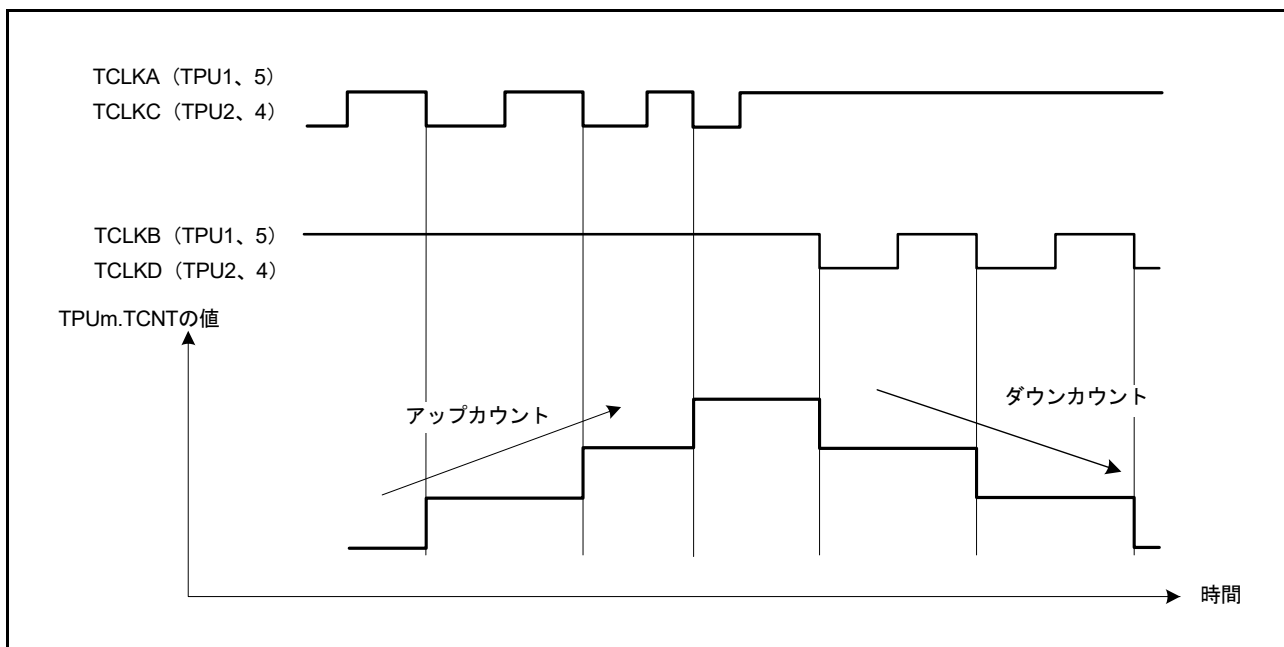 TCLKA（TPU1、5）
TCLKC（TPU2、4）
TCLKB（TPU1、5）
TCLKD（TPU2、4）
TPUm.TCNTの値
アップカウント
ダウンカウント
時間